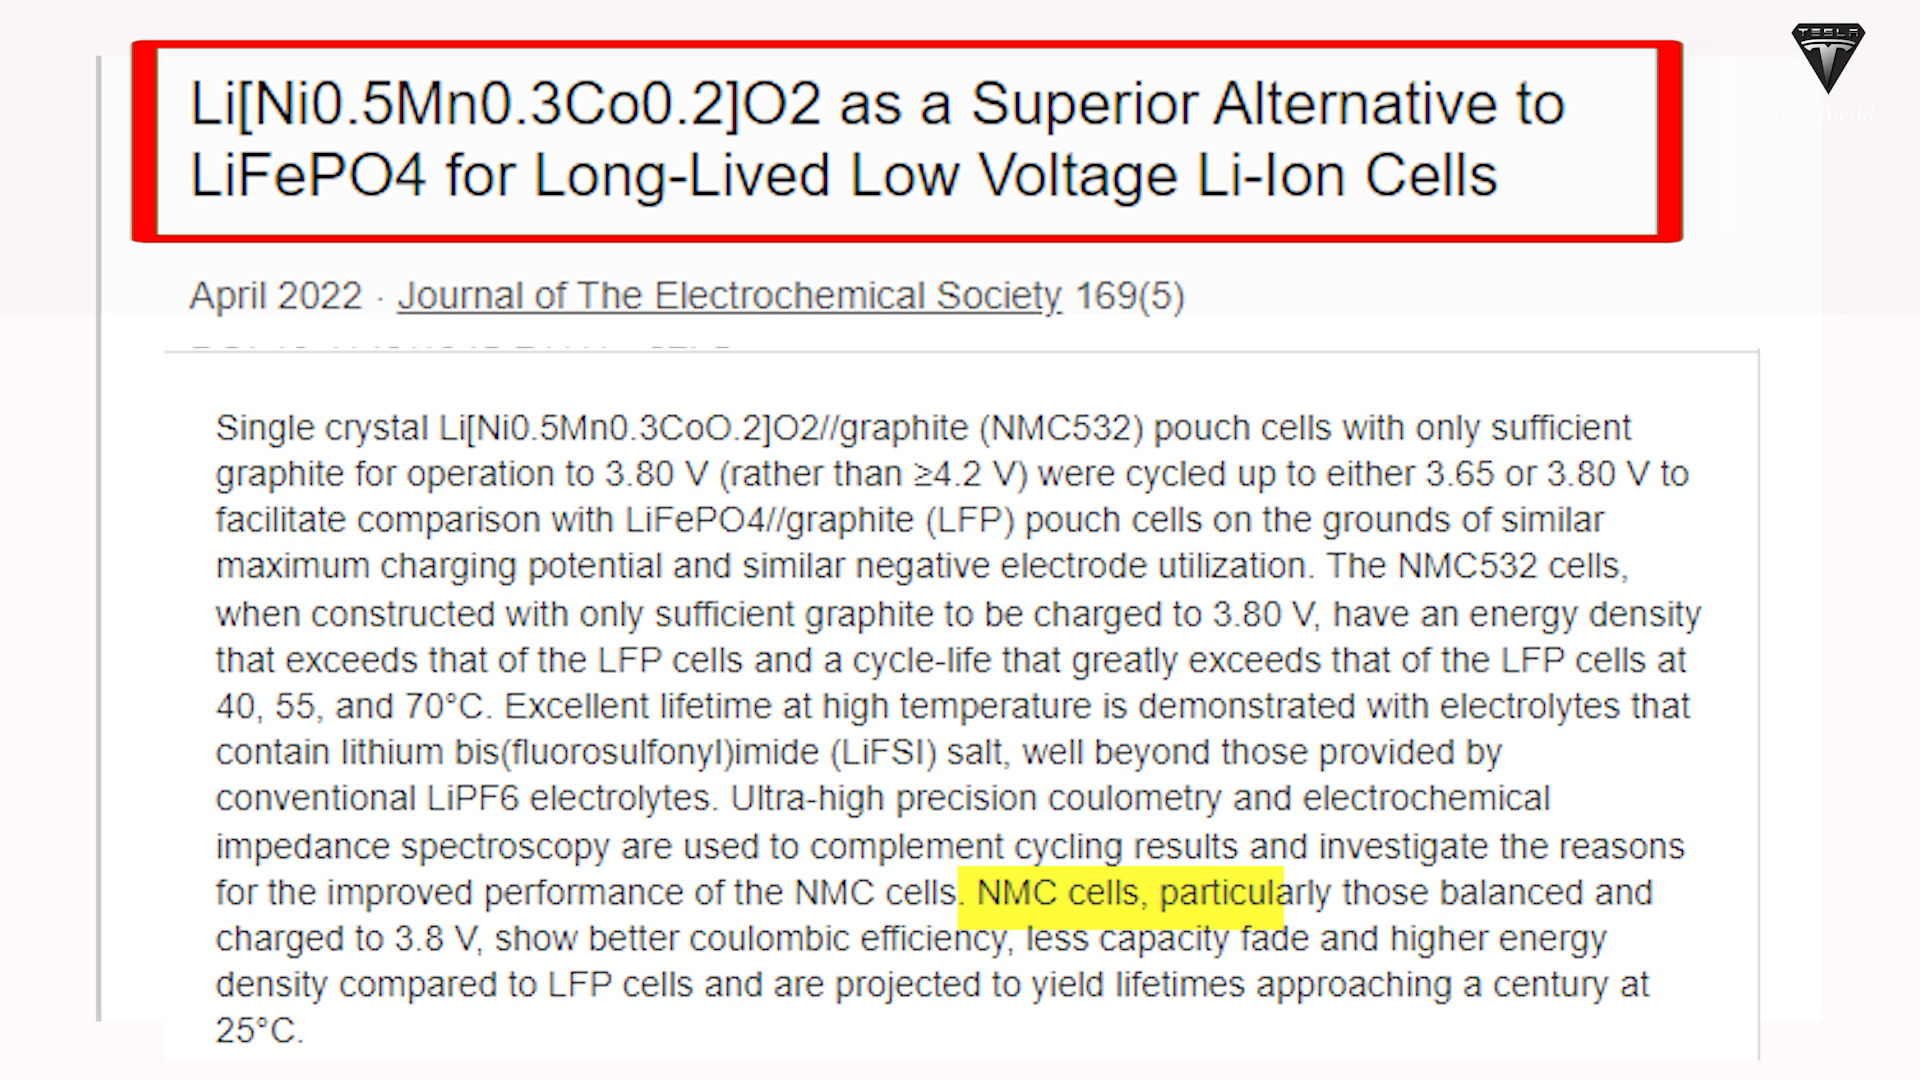 TESLA
Li[Ni0.5Mn0.3Co0.2]O2 as a Superior Alternative to
LiFePO4 for Long-Lived Low Voltage Li-Ion Cells
April 2022 · Journal of The Electrochemical Society 169(5)
Single crystal Li[Ni0.5Mn0.3CoO.2]O2//graphite (NMC532) pouch cells with only sufficient
graphite for operation to 3.80 V (rather than ≥4.2 V) were cycled up to either 3.65 or 3.80 V to
facilitate comparison with LiFePO4//graphite (LFP) pouch cells on the grounds of similar
maximum charging potential and similar negative electrode utilization. The NMC532 cells,
when constructed with only sufficient graphite to be charged to 3.80 V, have an energy density
that exceeds that of the LFP cells and a cycle-life that greatly exceeds that of the LFP cells at
40, 55, and 70°C. Excellent lifetime at high temperature is demonstrated with electrolytes that
contain lithium bis(fluorosulfonyl)imide (LiFSI) salt, well beyond those provided by
conventional LiPF6 electrolytes. Ultra-high precision coulometry and electrochemical
impedance spectroscopy are used to complement cycling results and investigate the reasons
for the improved performance of the NMC cells. NMC cells, particularly those balanced and
charged to 3.8 V, show better coulombic efficiency, less capacity fade and higher energy
density compared to LFP cells and are projected to yield lifetimes approaching a century at
25°C.